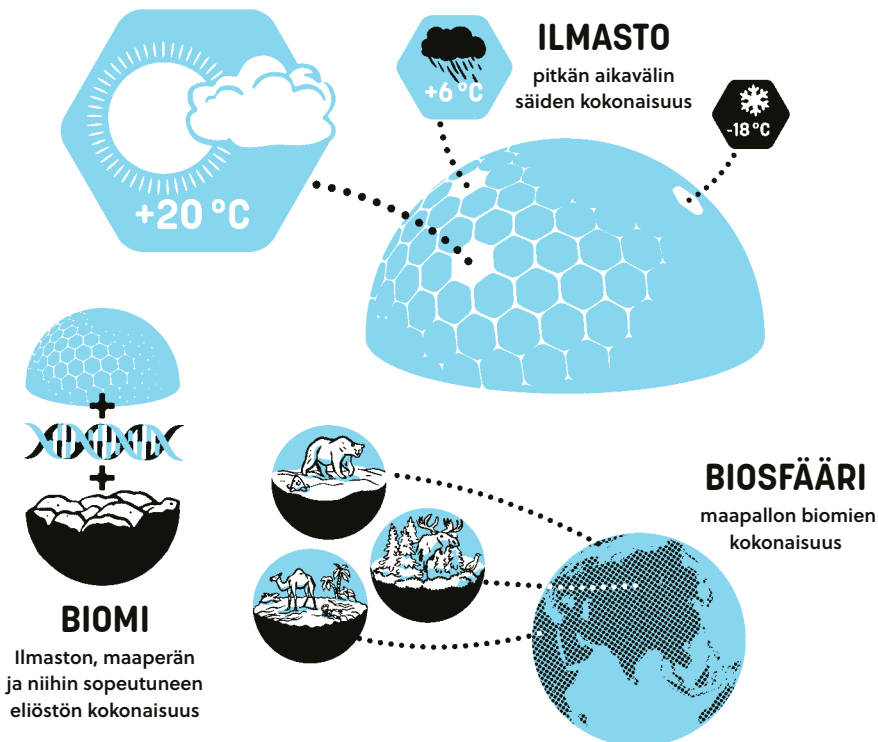 +20 °C
+6 °C
ILMASTO
pitkän aikavälin
säiden kokonaisuus
-18 °C
BIOMI
Ilmaston, maaperän
ja niihin sopeutuneen
eliöstön kokonaisuus
BIOSFÄÄRI
maapallon biomien
kokonaisuus